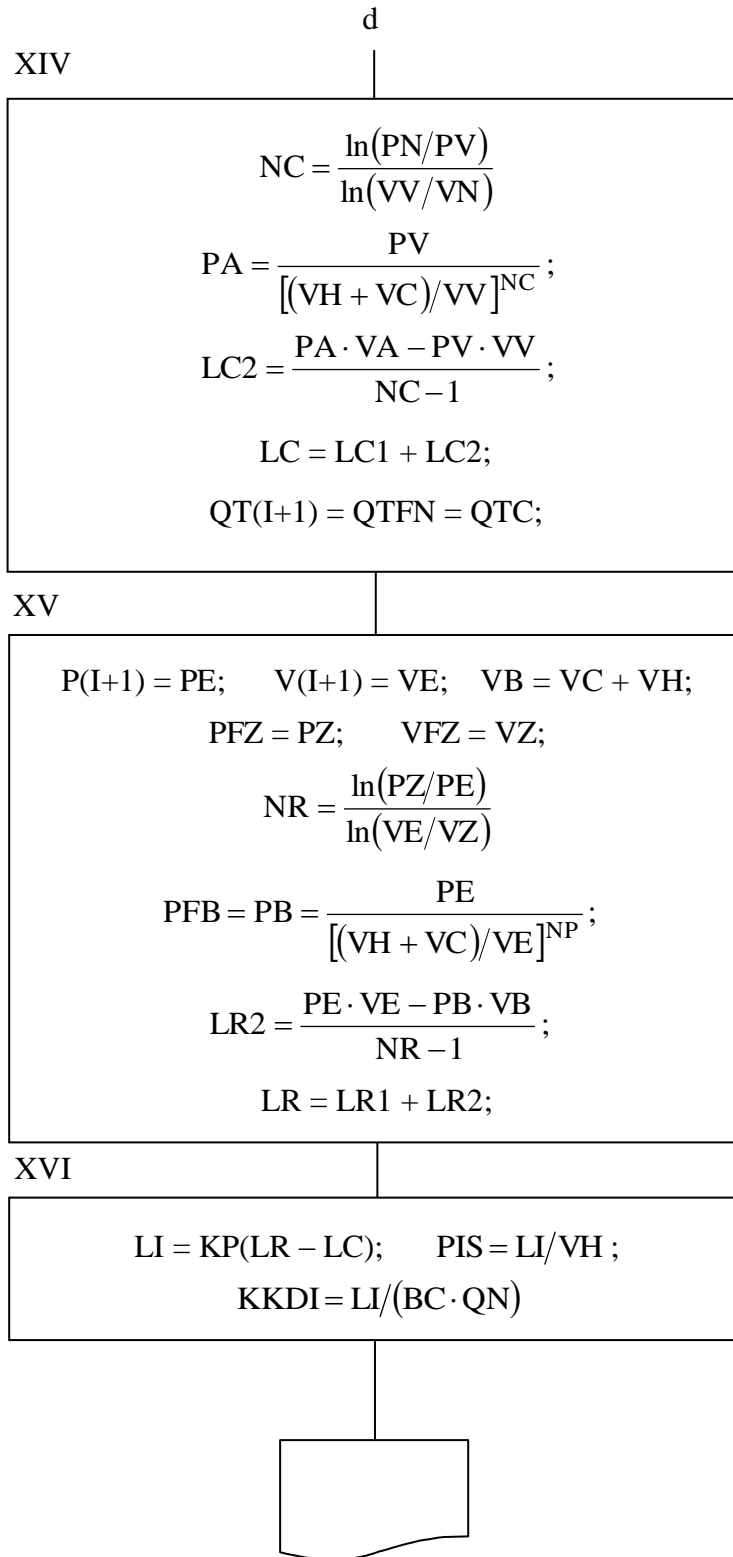 d
XIV
NC = ln(PN/PV) / ln(VV/VN)
PA = PV / [(VH + VC)/VV]^NC ;
LC2 = (PA · VA − PV · VV) / (NC − 1) ;
LC = LC1 + LC2;
QT(I+1) = QTFN = QTC;
XV
P(I+1) = PE; V(I+1) = VE; VB = VC + VH;
PFZ = PZ; VFZ = VZ;
NR = ln(PZ/PE) / ln(VE/VZ)
PFB = PB = PE / [(VH + VC)/VE]^NP ;
LR2 = (PE · VE − PB · VB) / (NR − 1) ;
LR = LR1 + LR2;
XVI
LI = KP(LR − LC); PIS = LI/VH ;
KKDI = LI/(BC · QN)